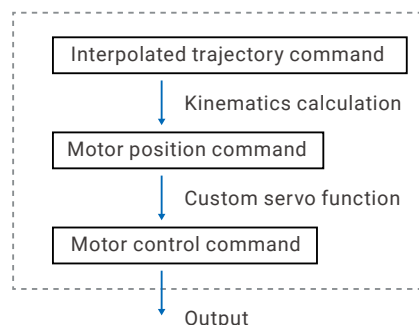 Interpolated trajectory command
Kinematics calculation
Motor position command
Custom servo function
Motor control command
Output